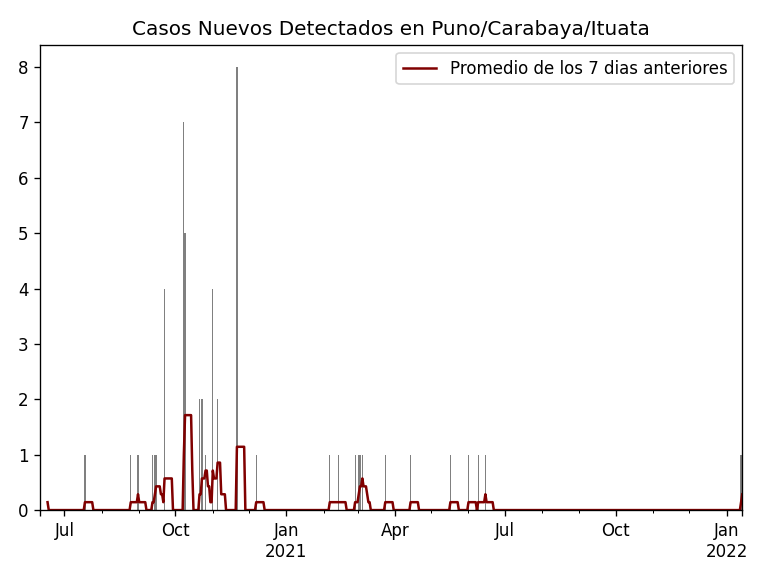 Casos Nuevos Detectados en Puno/Carabaya/Ituata
Promedio de los 7 dias anteriores
8
7
6
5
4
3
2
1
0
Jul
Oct
Jan
2021
Apr
Jul
Oct
Jan
2022